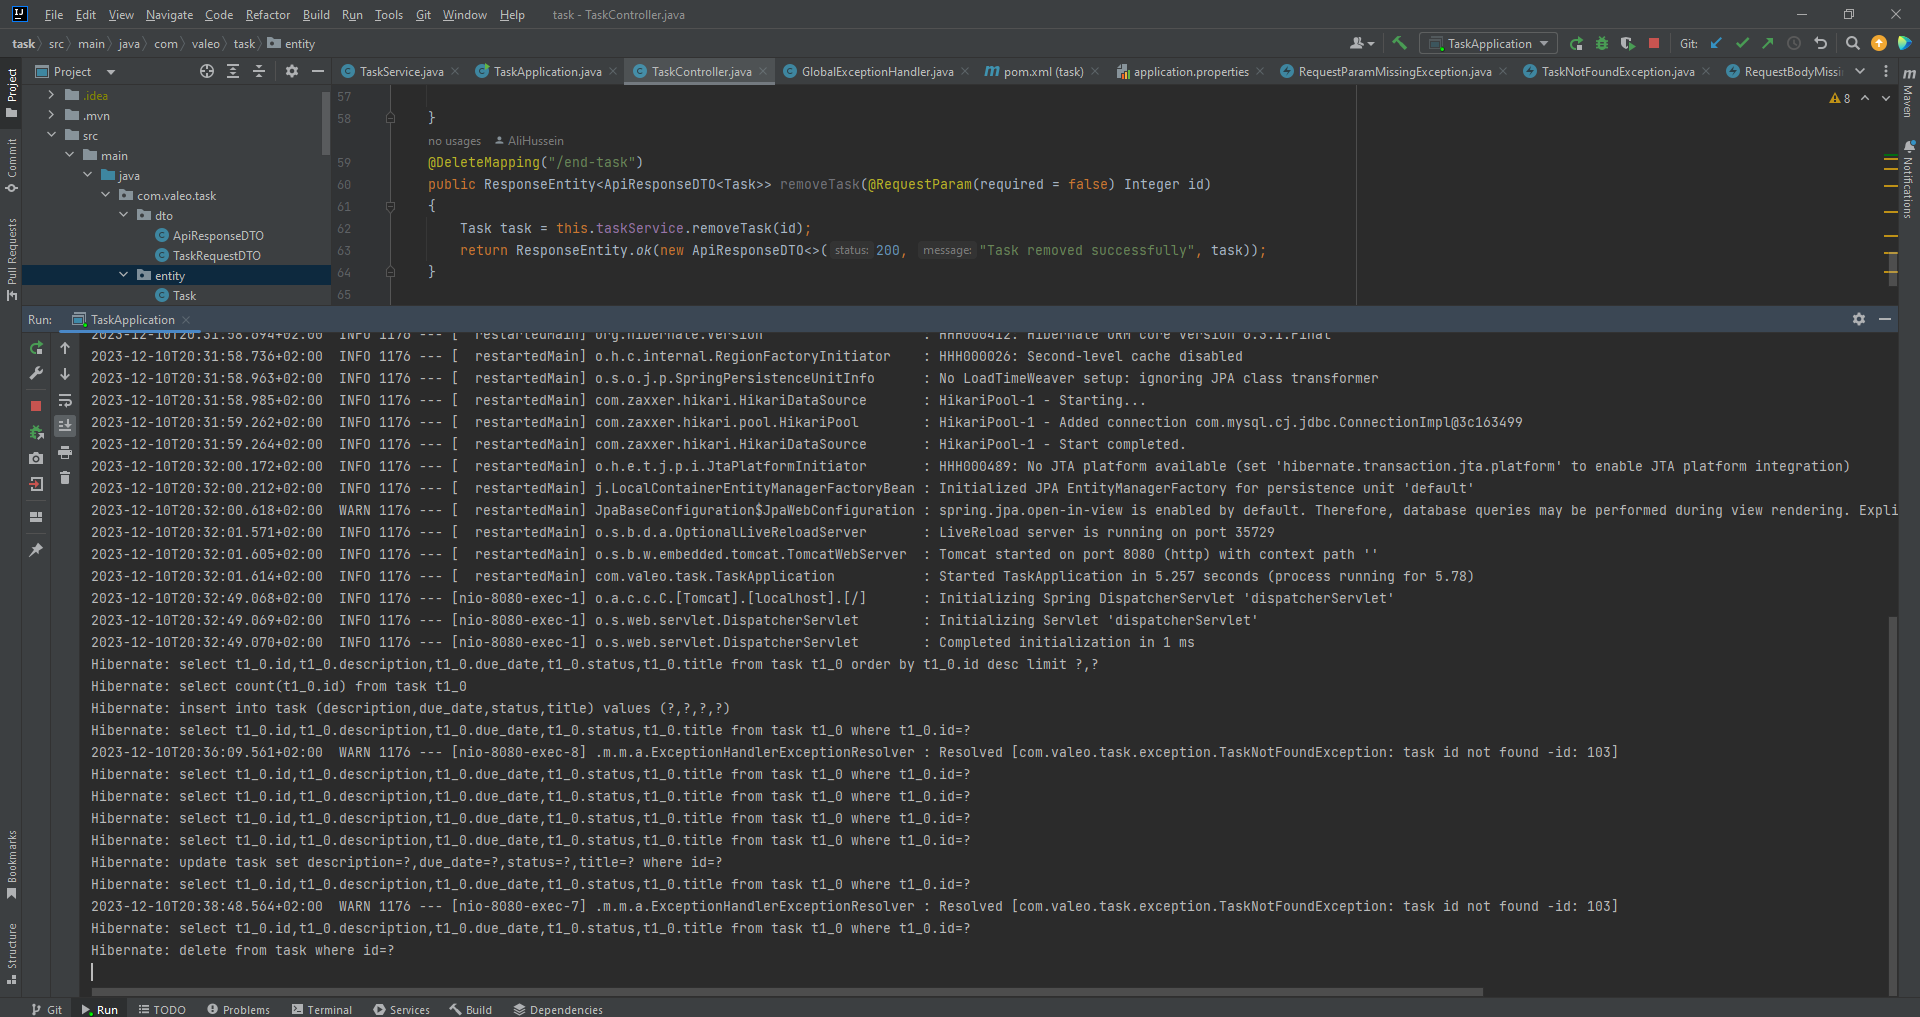 File Edit View Navigate Code Refactor Build Run Tools Git Window Help task - TaskController.java
task src main java com valeo task entity TaskApplication Git:
Project TaskService.java TaskApplication.java TaskController.java GlobalExceptionHandler.java pom.xml (task) application.properties RequestParamMissingException.java TaskNotFoundException.java RequestBodyMissi
Project
Commit
Pull Requests
Bookmarks
Structure
Maven
Notifications
.idea
.mvn
src
main
java
com.valeo.task
dto
ApiResponseDTO
TaskRequestDTO
entity
Task
8
57
58 }
no usages AliHussein
59 @DeleteMapping("/end-task")
60 public ResponseEntity<ApiResponseDTO<Task>> removeTask(@RequestParam(required = false) Integer id)
61 {
62 Task task = this.taskService.removeTask(id);
63 return ResponseEntity.ok(new ApiResponseDTO<>( status: 200, message: "Task removed successfully", task));
64 }
65
Run: TaskApplication
2023-12-10T20:31:58.694+02:00 INFO 1176 --- [ restartedMain] org.hibernate.Version : HHH000412: Hibernate ORM core version 6.3.1.Final
2023-12-10T20:31:58.736+02:00 INFO 1176 --- [ restartedMain] o.h.c.internal.RegionFactoryInitiator : HHH000026: Second-level cache disabled
2023-12-10T20:31:58.963+02:00 INFO 1176 --- [ restartedMain] o.s.o.j.p.SpringPersistenceUnitInfo : No LoadTimeWeaver setup: ignoring JPA class transformer
2023-12-10T20:31:58.985+02:00 INFO 1176 --- [ restartedMain] com.zaxxer.hikari.HikariDataSource : HikariPool-1 - Starting...
2023-12-10T20:31:59.262+02:00 INFO 1176 --- [ restartedMain] com.zaxxer.hikari.pool.HikariPool : HikariPool-1 - Added connection com.mysql.cj.jdbc.ConnectionImpl@3c163499
2023-12-10T20:31:59.264+02:00 INFO 1176 --- [ restartedMain] com.zaxxer.hikari.HikariDataSource : HikariPool-1 - Start completed.
2023-12-10T20:32:00.172+02:00 INFO 1176 --- [ restartedMain] o.h.e.t.j.p.i.JtaPlatformInitiator : HHH000489: No JTA platform available (set 'hibernate.transaction.jta.platform' to enable JTA platform integration)
2023-12-10T20:32:00.212+02:00 INFO 1176 --- [ restartedMain] j.LocalContainerEntityManagerFactoryBean : Initialized JPA EntityManagerFactory for persistence unit 'default'
2023-12-10T20:32:00.618+02:00 WARN 1176 --- [ restartedMain] JpaBaseConfiguration$JpaWebConfiguration : spring.jpa.open-in-view is enabled by default. Therefore, database queries may be performed during view rendering. Expli
2023-12-10T20:32:01.571+02:00 INFO 1176 --- [ restartedMain] o.s.b.d.a.OptionalLiveReloadServer : LiveReload server is running on port 35729
2023-12-10T20:32:01.605+02:00 INFO 1176 --- [ restartedMain] o.s.b.w.embedded.tomcat.TomcatWebServer : Tomcat started on port 8080 (http) with context path ''
2023-12-10T20:32:01.614+02:00 INFO 1176 --- [ restartedMain] com.valeo.task.TaskApplication : Started TaskApplication in 5.257 seconds (process running for 5.78)
2023-12-10T20:32:49.068+02:00 INFO 1176 --- [nio-8080-exec-1] o.a.c.c.C.[Tomcat].[localhost].[/] : Initializing Spring DispatcherServlet 'dispatcherServlet'
2023-12-10T20:32:49.069+02:00 INFO 1176 --- [nio-8080-exec-1] o.s.web.servlet.DispatcherServlet : Initializing Servlet 'dispatcherServlet'
2023-12-10T20:32:49.070+02:00 INFO 1176 --- [nio-8080-exec-1] o.s.web.servlet.DispatcherServlet : Completed initialization in 1 ms
Hibernate: select t1_0.id,t1_0.description,t1_0.due_date,t1_0.status,t1_0.title from task t1_0 order by t1_0.id desc limit ?,?
Hibernate: select count(t1_0.id) from task t1_0
Hibernate: insert into task (description,due_date,status,title) values (?,?,?,?)
Hibernate: select t1_0.id,t1_0.description,t1_0.due_date,t1_0.status,t1_0.title from task t1_0 where t1_0.id=?
2023-12-10T20:36:09.561+02:00 WARN 1176 --- [nio-8080-exec-8] .m.m.a.ExceptionHandlerExceptionResolver : Resolved [com.valeo.task.exception.TaskNotFoundException: task id not found -id: 103]
Hibernate: select t1_0.id,t1_0.description,t1_0.due_date,t1_0.status,t1_0.title from task t1_0 where t1_0.id=?
Hibernate: select t1_0.id,t1_0.description,t1_0.due_date,t1_0.status,t1_0.title from task t1_0 where t1_0.id=?
Hibernate: select t1_0.id,t1_0.description,t1_0.due_date,t1_0.status,t1_0.title from task t1_0 where t1_0.id=?
Hibernate: select t1_0.id,t1_0.description,t1_0.due_date,t1_0.status,t1_0.title from task t1_0 where t1_0.id=?
Hibernate: update task set description=?,due_date=?,status=?,title=? where id=?
Hibernate: select t1_0.id,t1_0.description,t1_0.due_date,t1_0.status,t1_0.title from task t1_0 where t1_0.id=?
2023-12-10T20:38:48.564+02:00 WARN 1176 --- [nio-8080-exec-7] .m.m.a.ExceptionHandlerExceptionResolver : Resolved [com.valeo.task.exception.TaskNotFoundException: task id not found -id: 103]
Hibernate: select t1_0.id,t1_0.description,t1_0.due_date,t1_0.status,t1_0.title from task t1_0 where t1_0.id=?
Hibernate: delete from task where id=?
Git Run TODO Problems Terminal Services Build Dependencies